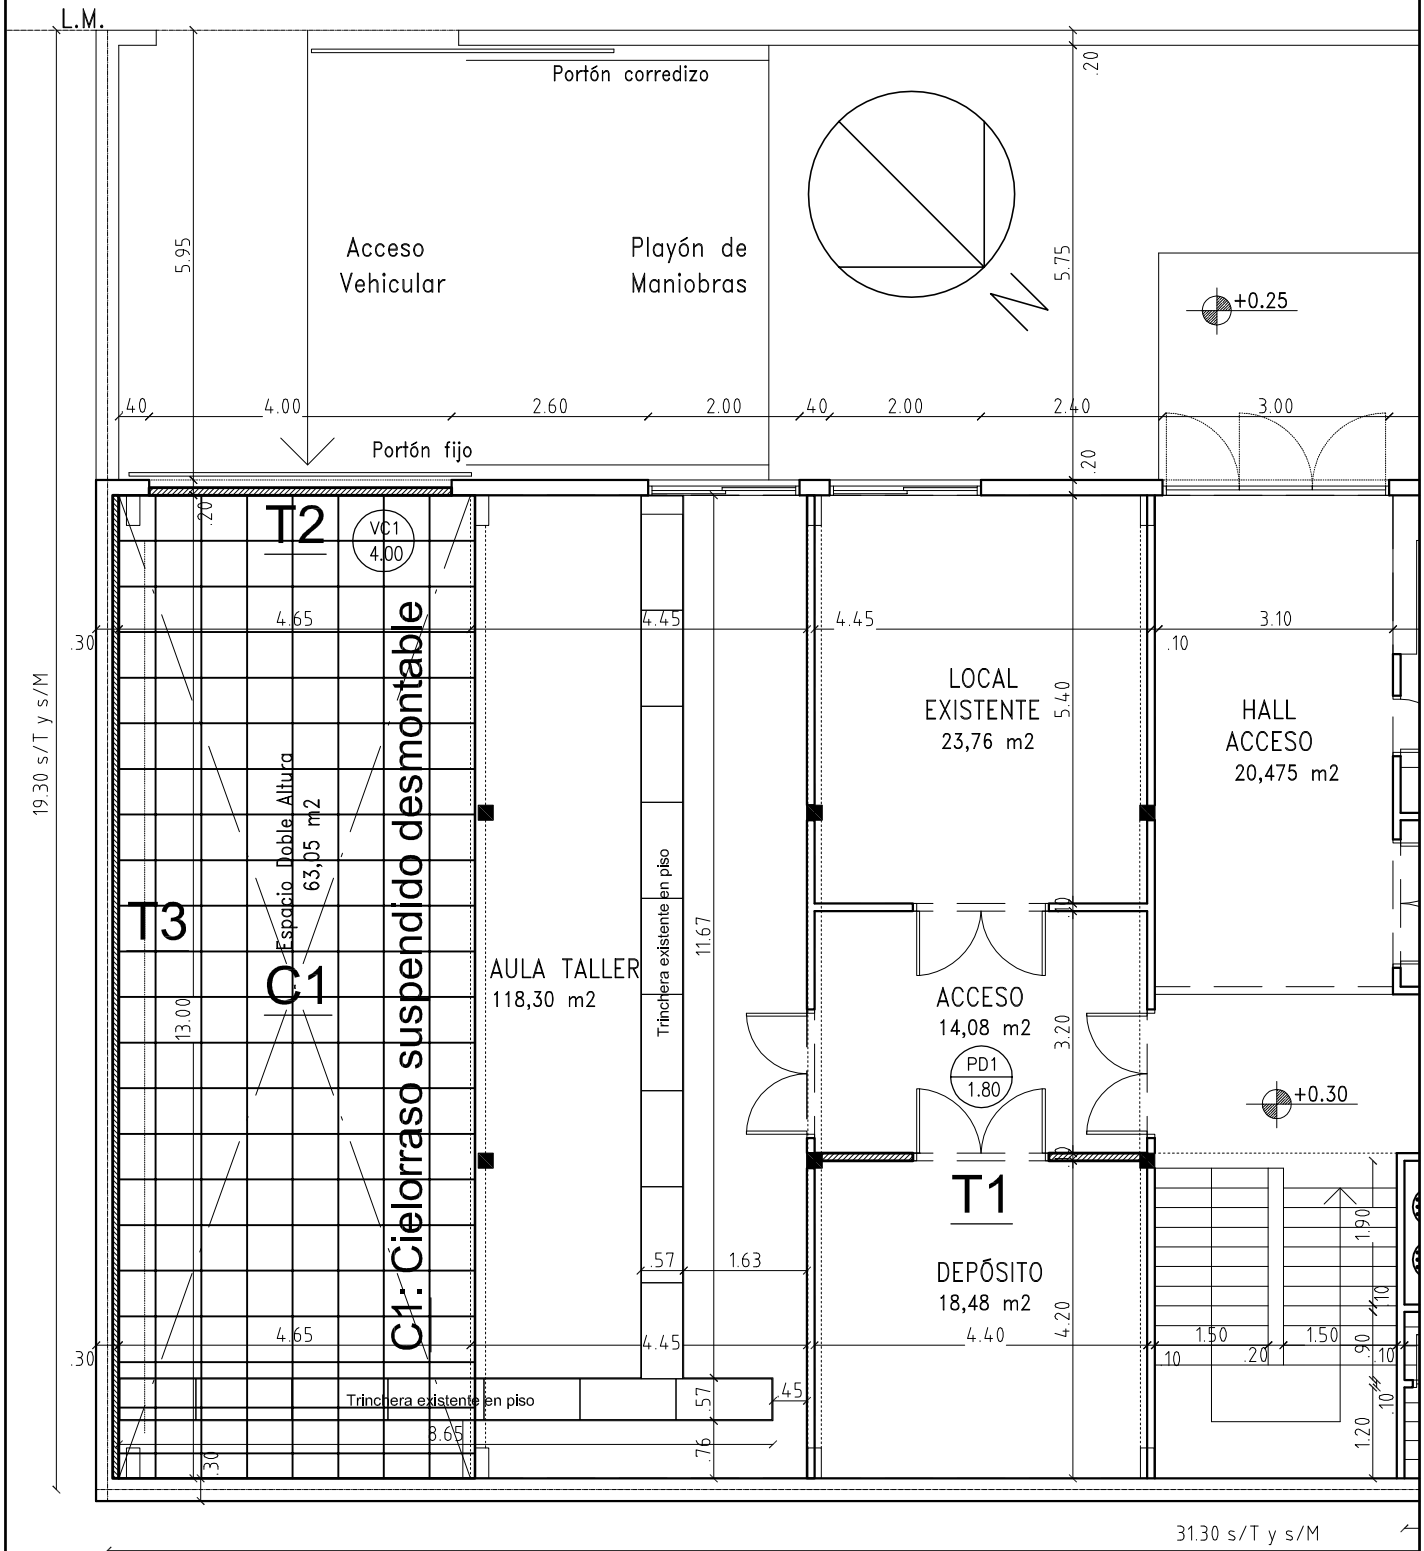 L.M.
.20
Portón corredizo
5.95
Acceso
Vehicular
Playón de
Maniobras
5.75
N
+0.25
.40
4.00
2.60
2.00
.40
2.00
2.40
3.00
Portón fijo
.20
.20
T2
VC1
4.00
.30
4.65
4.45
4.45
.10
3.10
19.30 s/T y s/M
C1: Cielorraso suspendido desmontable
LOCAL
EXISTENTE
23,76 m2
5.40
HALL
ACCESO
20,475 m2
Espacio Doble Altura
63,05 m2
T3
C1
13.00
AULA TALLER
118,30 m2
Trinchera existente en piso
11.67
.10
ACCESO
14,08 m2
3.20
PD1
1.80
+0.30
.10
T1
.57
1.63
DEPÓSITO
18,48 m2
4.20
1.90
.10
.30
4.65
4.45
4.40
.10
1.50
.20
1.50
.90
.10
Trinchera existente en piso
.57
.45
.10
8.65
.76
1.20
.30
31.30 s/T y s/M